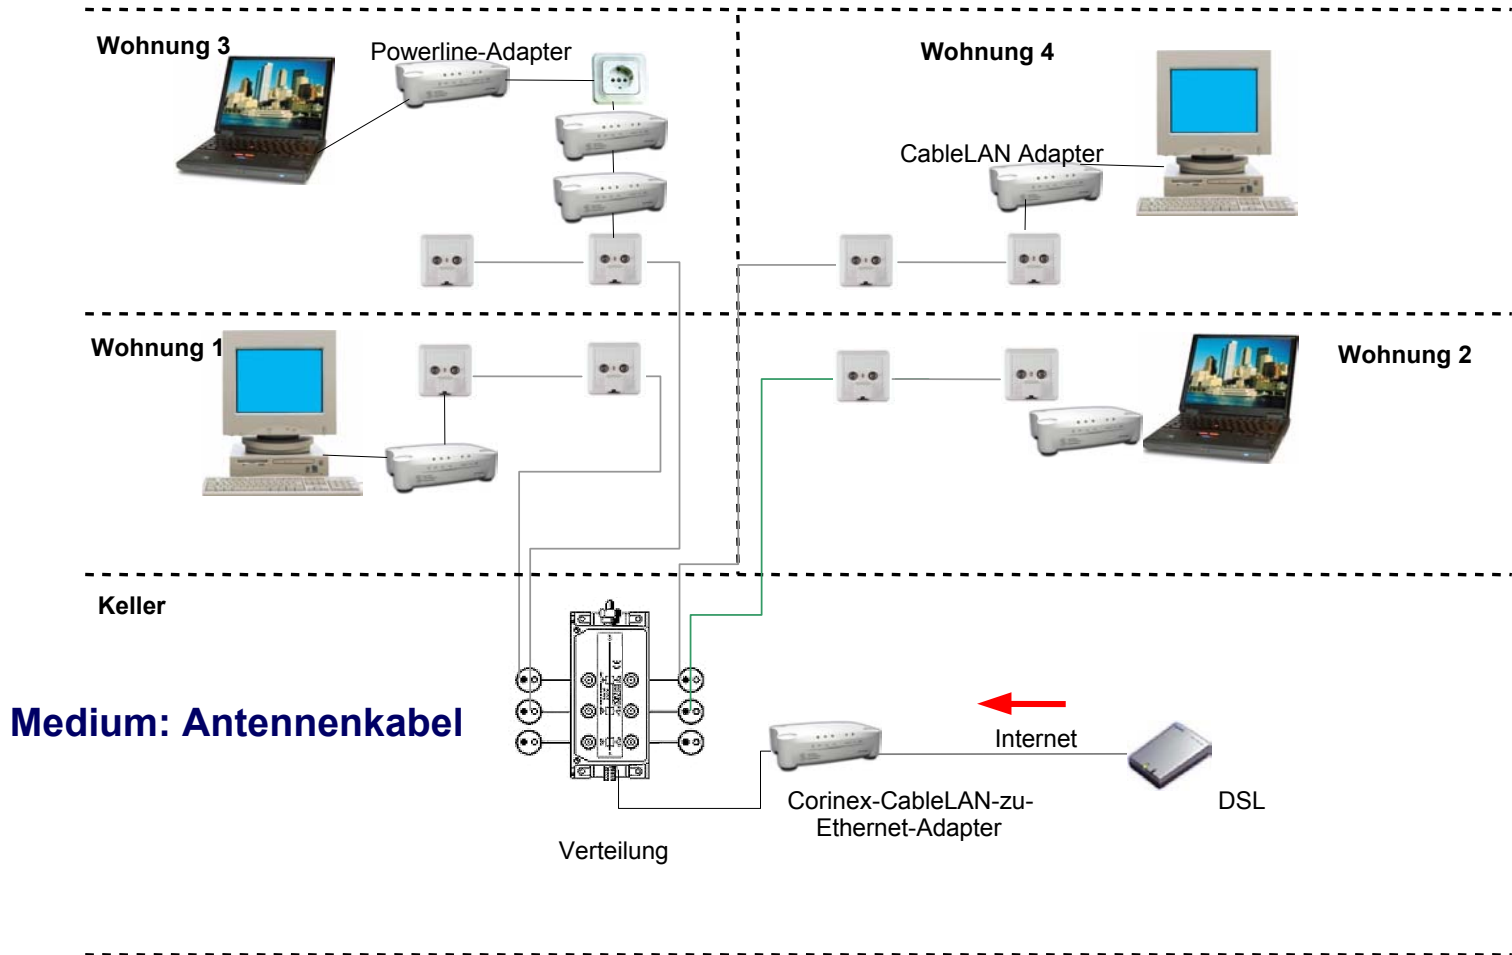 Wohnung 3
Powerline-Adapter
Wohnung 4
CableLAN Adapter
Wohnung 1
Wohnung 2
Keller
Medium: Antennenkabel
Internet
Corinex-CableLAN-zu-
Ethernet-Adapter
DSL
Verteilung